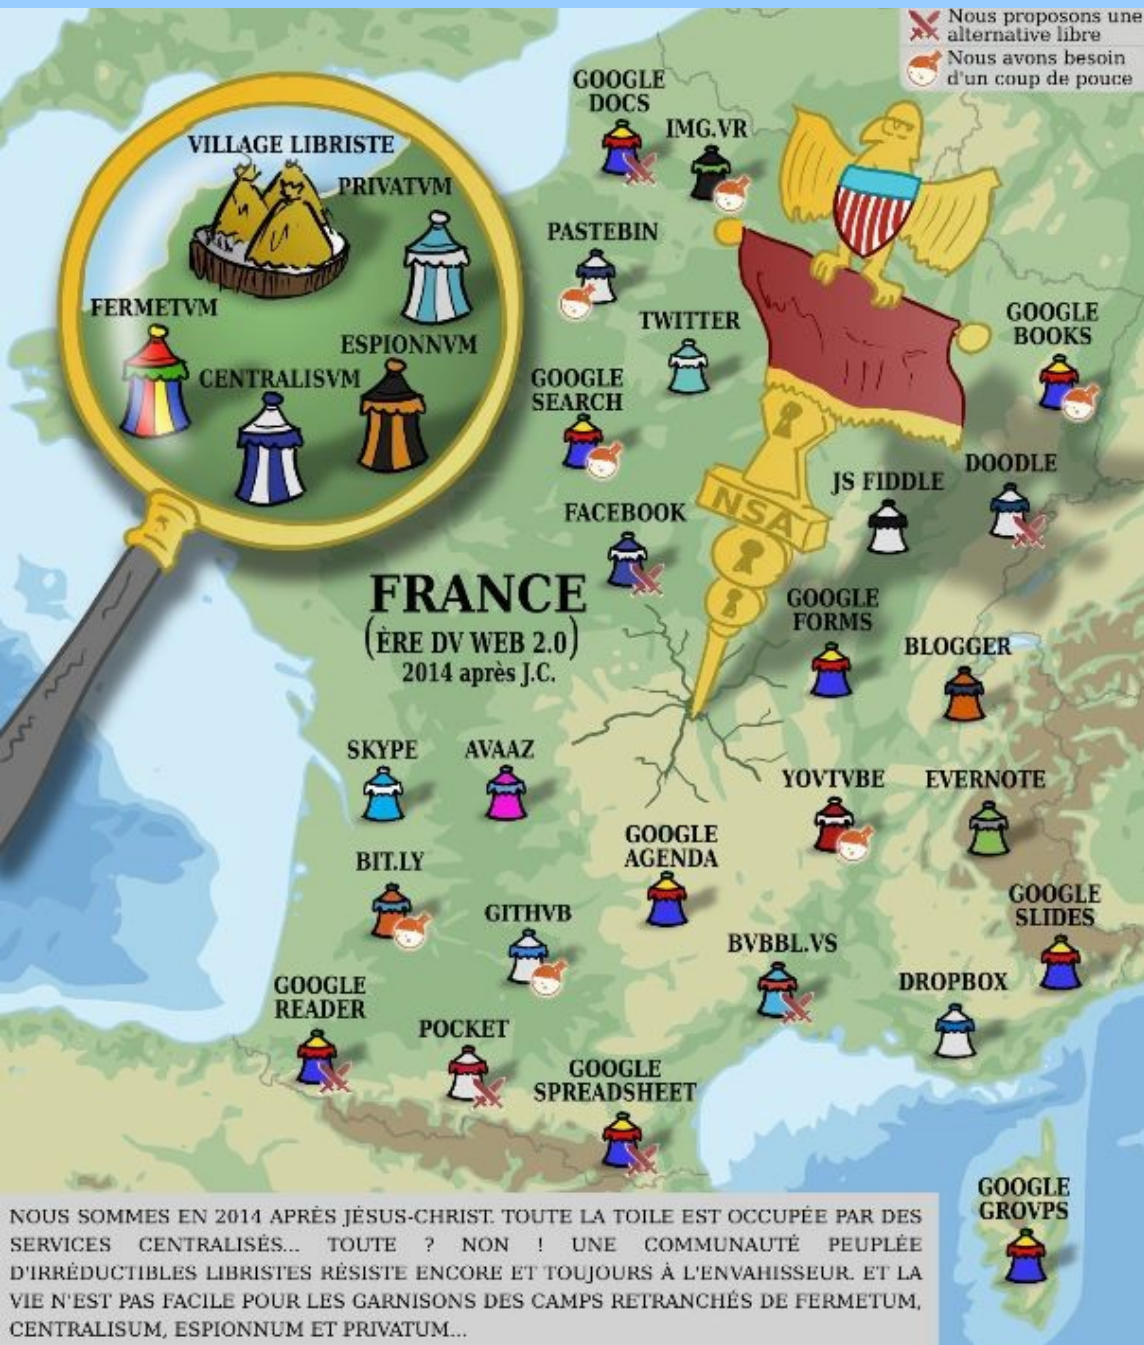 Nous proposons une
alternative libre
Nous avons besoin
d'un coup de pouce
GOOGLE
DOCS
IMG.VR
VILLAGE LIBRISTE
PRIVATVM
PASTEBIN
FERMETVM
TWITTER
GOOGLE
BOOKS
ESPIONNVM
CENTRALISVM
GOOGLE
SEARCH
DOODLE
JS FIDDLE
NSA
FACEBOOK
FRANCE
(ÈRE DV WEB 2.0)
2014 après J.C.
GOOGLE
FORMS
BLOGGER
SKYPE
AVAAZ
YOVTVBE
EVERNOTE
GOOGLE
AGENDA
BIT.LY
GOOGLE
SLIDES
GITHVB
BVBBL.VS
GOOGLE
READER
DROPBOX
POCKET
GOOGLE
SPREADSHEET
GOOGLE
GROVPS
NOUS SOMMES EN 2014 APRÈS JÉSUS-CHRIST. TOUTE LA TOILE EST OCCUPÉE PAR DES
SERVICES CENTRALISÉS... TOUTE ? NON ! UNE COMMUNAUTÉ PEUPLÉE
D'IRRÉDUCTIBLES LIBRISTES RÉSISTE ENCORE ET TOUJOURS À L'ENVAHISSEUR. ET LA
VIE N'EST PAS FACILE POUR LES GARNISONS DES CAMPS RETRANCHÉS DE FERMETUM,
CENTRALISUM, ESPIONNUM ET PRIVATUM...